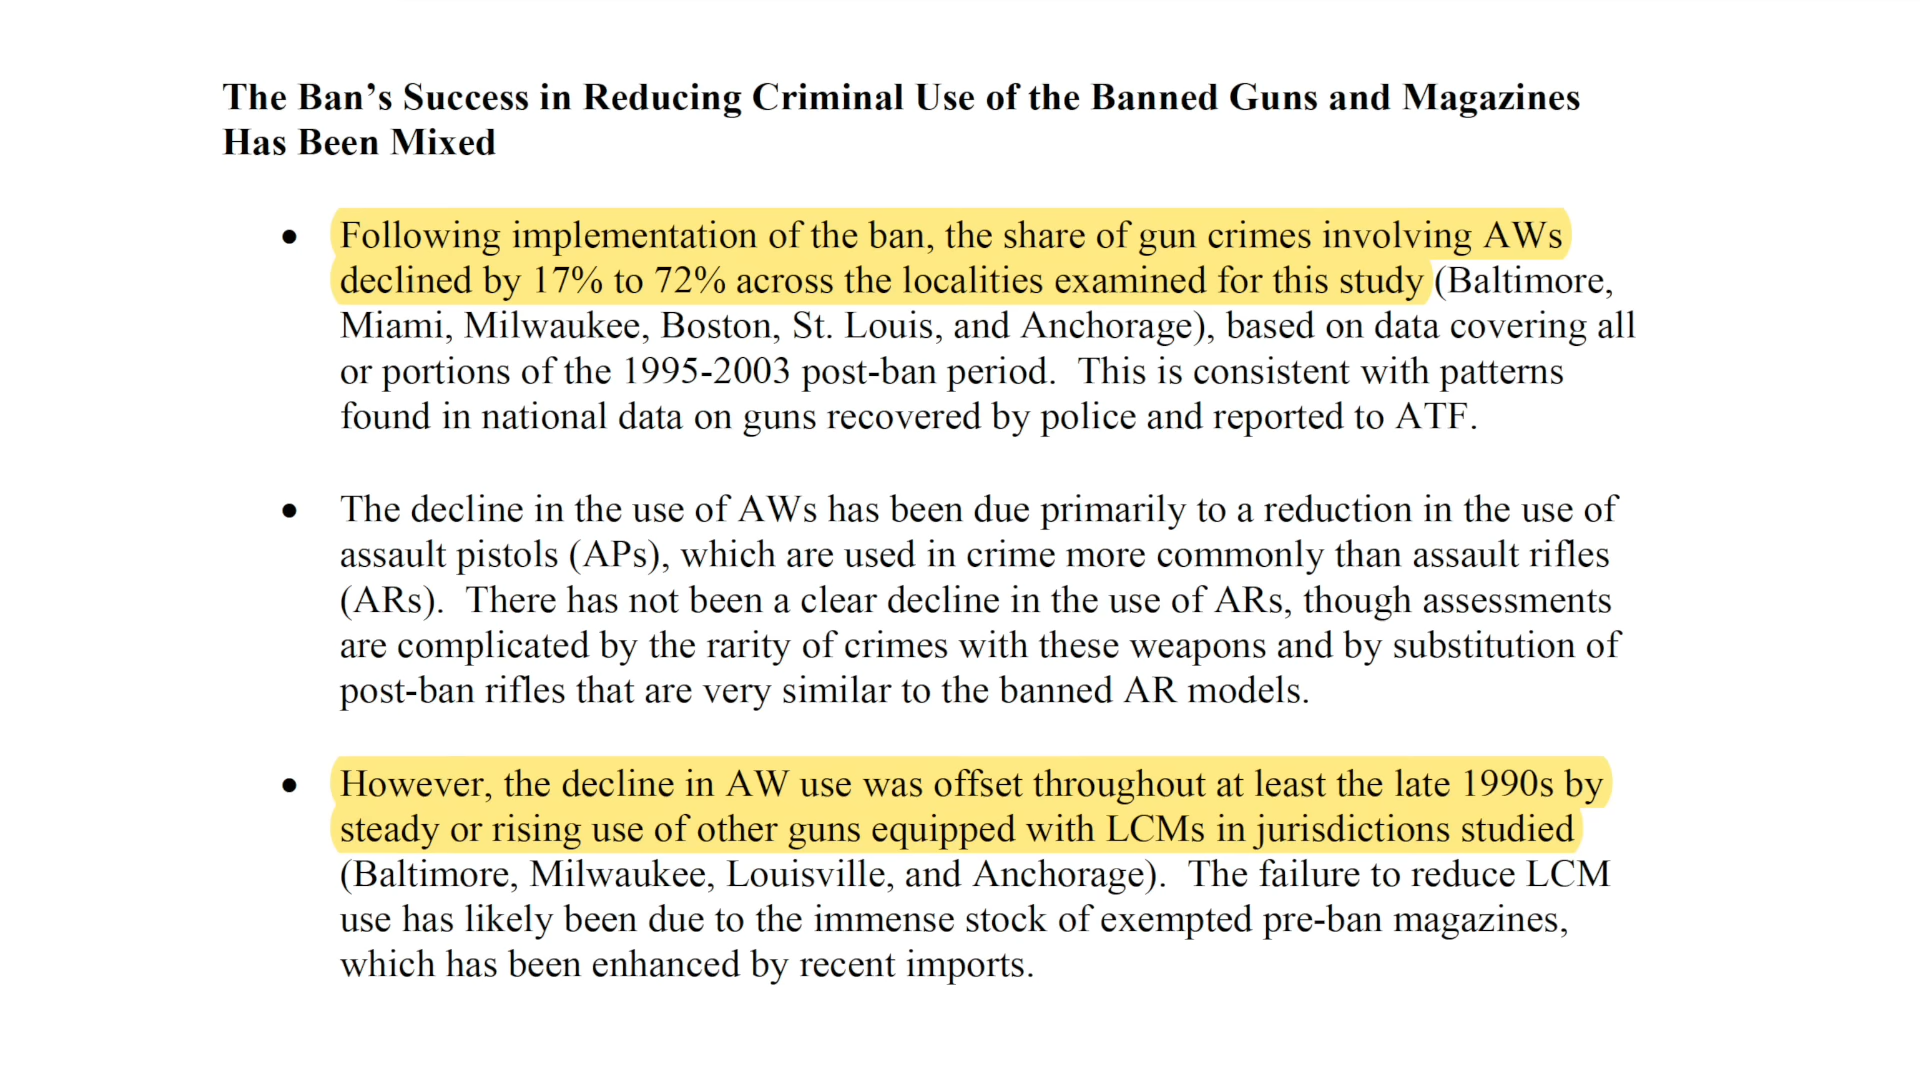 The Ban’s Success in Reducing Criminal Use of the Banned Guns and Magazines
Has Been Mixed
• Following implementation of the ban, the share of gun crimes involving AWs
declined by 17% to 72% across the localities examined for this study (Baltimore,
Miami, Milwaukee, Boston, St. Louis, and Anchorage), based on data covering all
or portions of the 1995-2003 post-ban period.  This is consistent with patterns
found in national data on guns recovered by police and reported to ATF.
• The decline in the use of AWs has been due primarily to a reduction in the use of
assault pistols (APs), which are used in crime more commonly than assault rifles
(ARs).  There has not been a clear decline in the use of ARs, though assessments
are complicated by the rarity of crimes with these weapons and by substitution of
post-ban rifles that are very similar to the banned AR models.
• However, the decline in AW use was offset throughout at least the late 1990s by
steady or rising use of other guns equipped with LCMs in jurisdictions studied
(Baltimore, Milwaukee, Louisville, and Anchorage).  The failure to reduce LCM
use has likely been due to the immense stock of exempted pre-ban magazines,
which has been enhanced by recent imports.